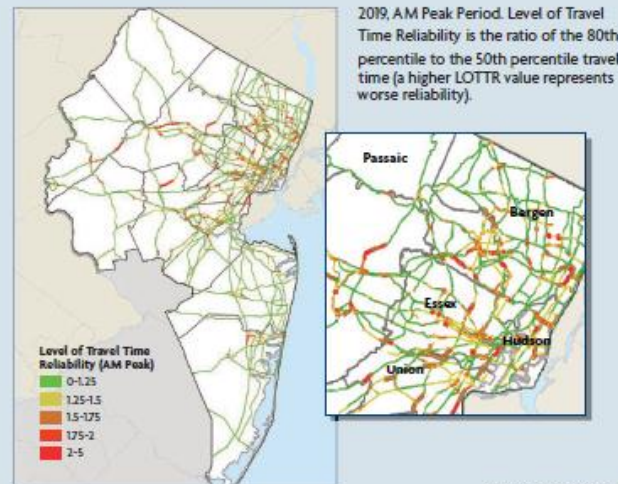 2019, AM Peak Period. Level of Travel
Time Reliability is the ratio of the 80th
percentile to the 50th percentile travel
time (a higher LOTTR value represents
worse reliability).
Passaic
Bergen
Essex
Hudson
Union
Level of Travel Time
Reliability (AM Peak)
0-1.25
1.25-1.5
1.5-1.75
1.75-2
2-5